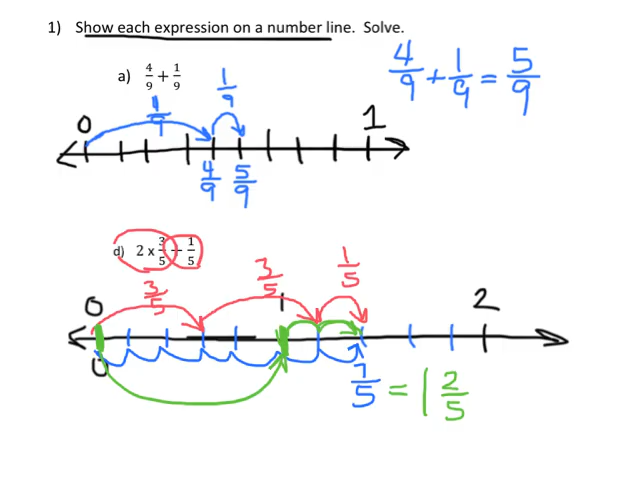 1) Show each expression on a number line. Solve.
a) 4/9 + 1/9
4/9 + 1/9 = 5/9
4/9 1/9
0 1
4/9 5/9
d) 2 x 3/5 + 1/5
3/5 3/5 1/5
0 1 2
0
7/5 = 1 2/5